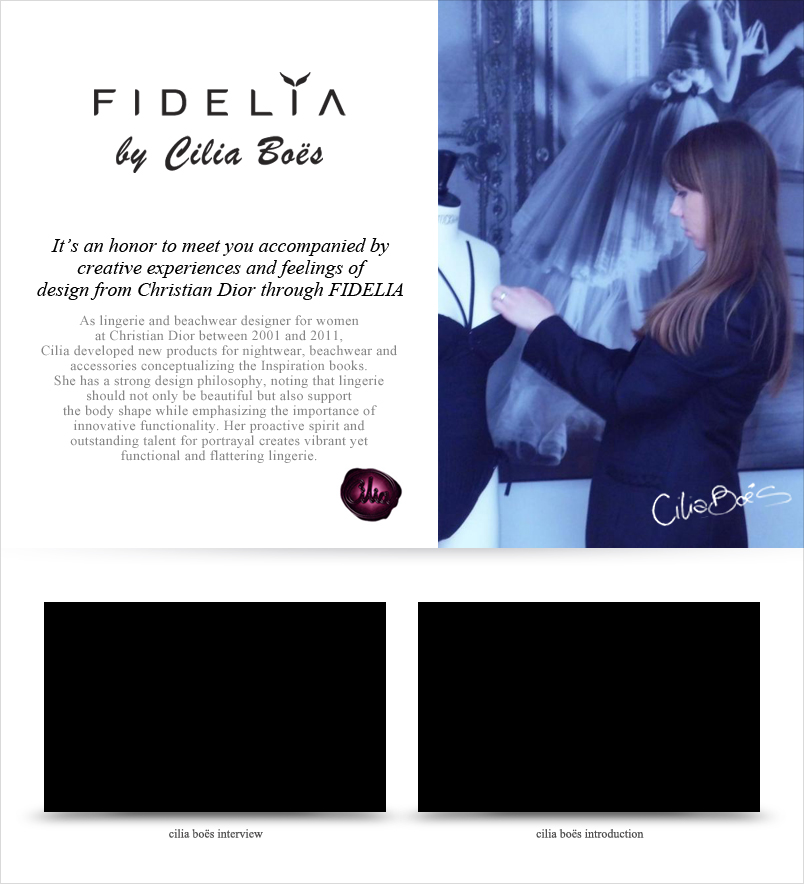 FIDELIA
by Cilia Boës
It’s an honor to meet you accompanied by
creative experiences and feelings of
design from Christian Dior through FIDELIA
As lingerie and beachwear designer for women
at Christian Dior between 2001 and 2011,
Cilia developed new products for nightwear, beachwear and
accessories conceptualizing the Inspiration books.
She has a strong design philosophy, noting that lingerie
should not only be beautiful but also support
the body shape while emphasizing the importance of
innovative functionality. Her proactive spirit and
outstanding talent for portrayal creates vibrant yet
functional and flattering lingerie.
Cilia
CiliaBoës
cilia boës interview
cilia boës introduction